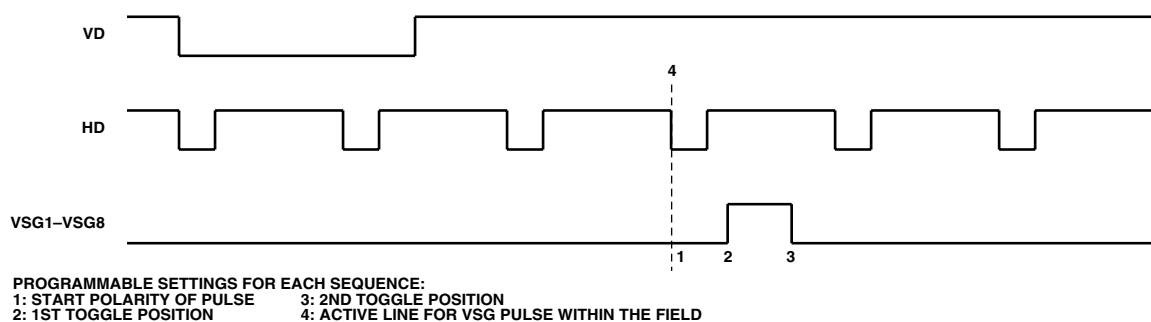 VD
4
HD
VSG1–VSG8
1 2 3
PROGRAMMABLE SETTINGS FOR EACH SEQUENCE:
1: START POLARITY OF PULSE 3: 2ND TOGGLE POSITION
2: 1ST TOGGLE POSITION 4: ACTIVE LINE FOR VSG PULSE WITHIN THE FIELD